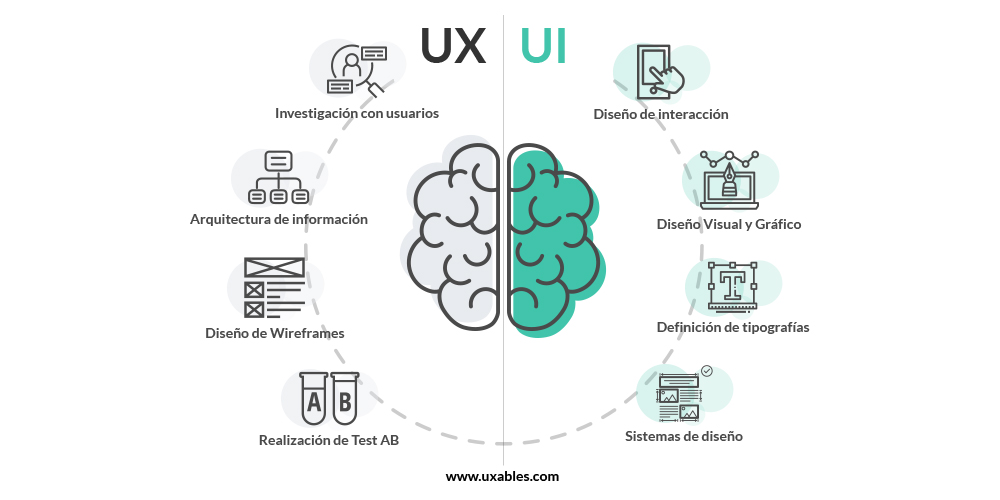 UX UI
Investigación con usuarios
Arquitectura de información
Diseño de Wireframes
A B
Realización de Test AB
Diseño de interacción
Diseño Visual y Gráfico
T
Definición de tipografías
Sistemas de diseño
www.uxables.com